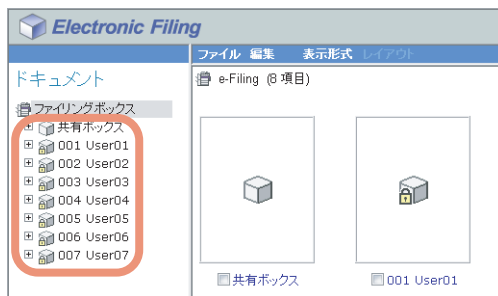 Electronic Filing
ファイル 編集 表示形式 レイアウト
ドキュメント
e-Filing (8 項目)
ファイリングボックス
共有ボックス
001 User01
002 User02
003 User03
004 User04
005 User05
006 User06
007 User07
共有ボックス
001 User01